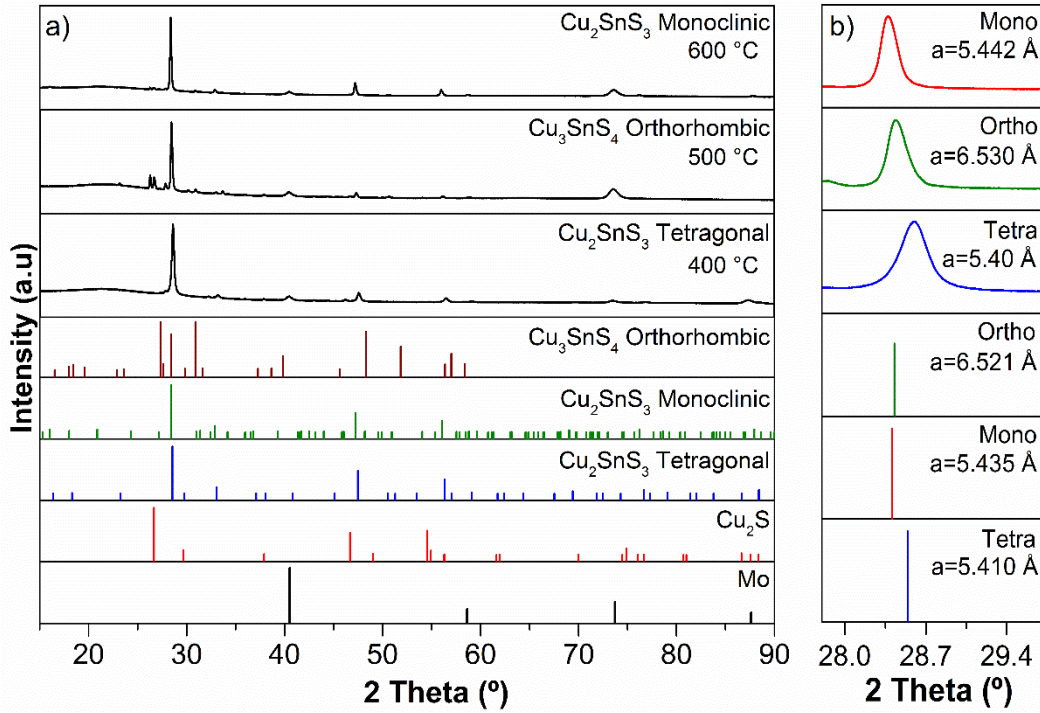 a)
Cu₂SnS₃ Monoclinic
600 °C
Cu₃SnS₄ Orthorhombic
500 °C
Cu₂SnS₃ Tetragonal
400 °C
Cu₃SnS₄ Orthorhombic
Cu₂SnS₃ Monoclinic
Cu₂SnS₃ Tetragonal
Cu₂S
Mo
Intensity (a.u)
20 30 40 50 60 70 80 90
2 Theta (º)
b)
Mono
a=5.442 Å
Ortho
a=6.530 Å
Tetra
a=5.40 Å
Ortho
a=6.521 Å
Mono
a=5.435 Å
Tetra
a=5.410 Å
28.0 28.7 29.4
2 Theta (º)